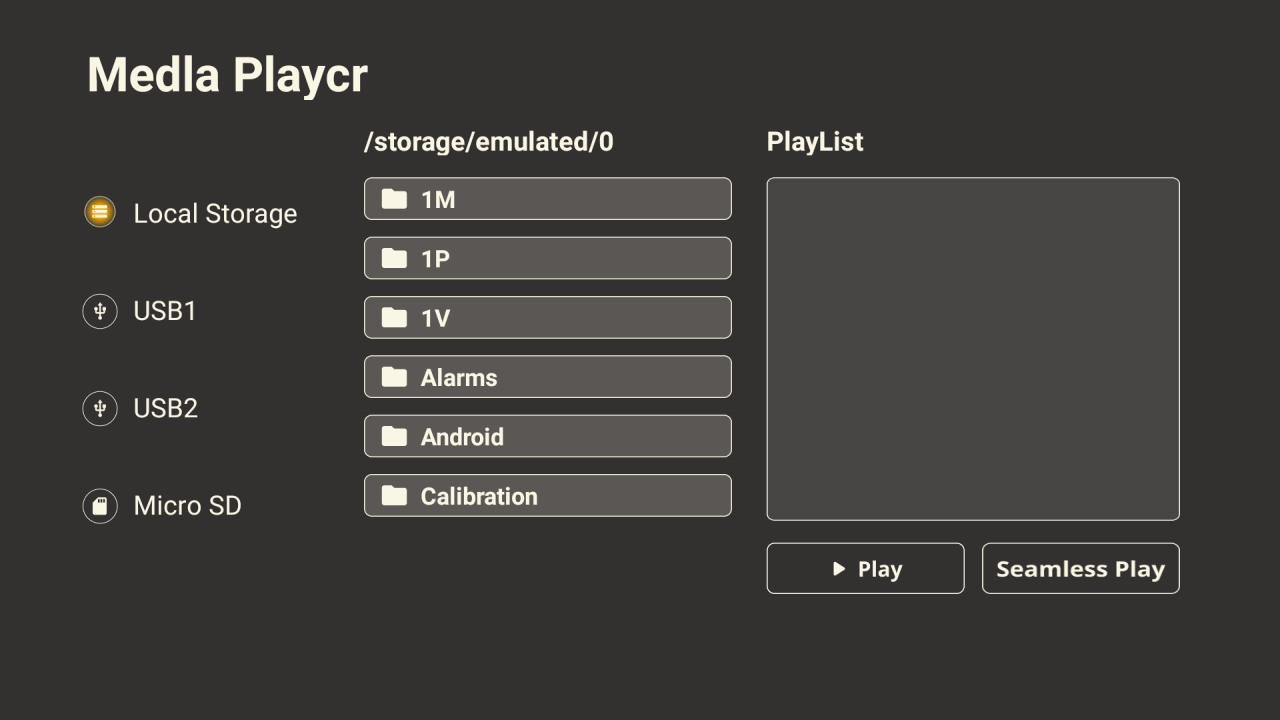 Medla Playcr
/storage/emulated/0
PlayList
Local Storage
USB1
USB2
Micro SD
1M
1P
1V
Alarms
Android
Calibration
Play
Seamless Play